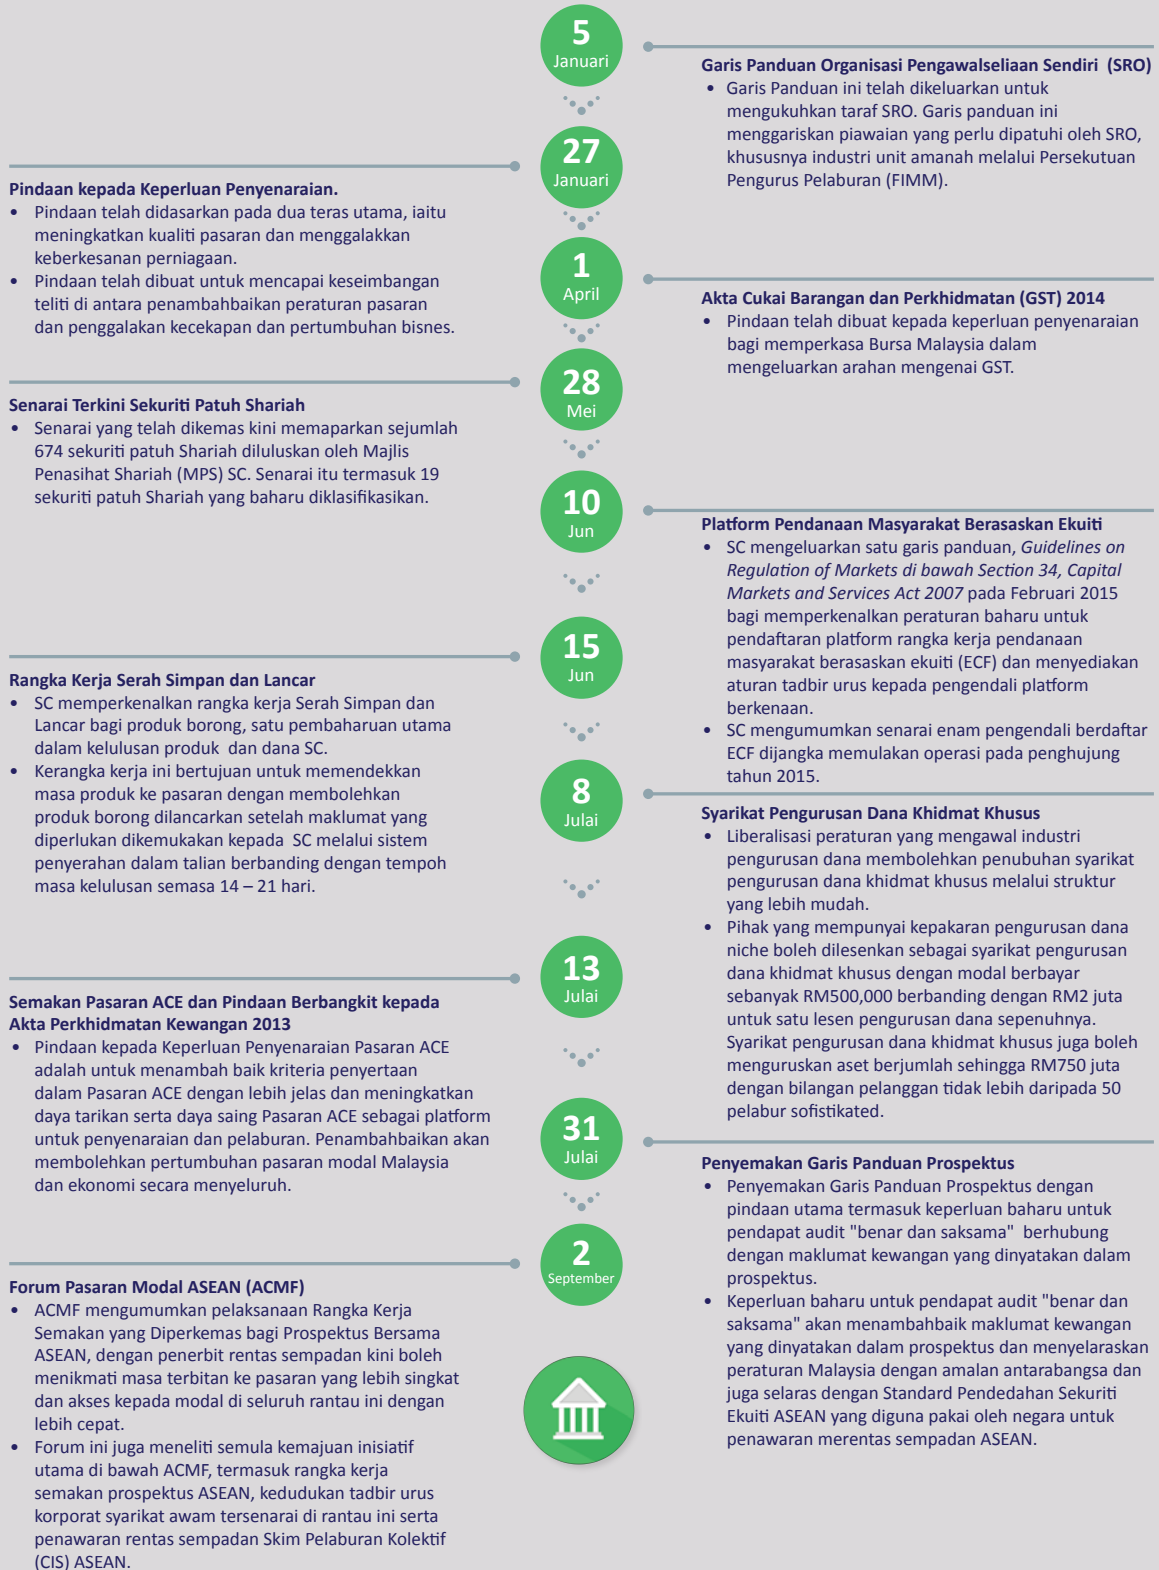 5
Januari
Garis Panduan Organisasi Pengawalseliaan Sendiri (SRO)
• Garis Panduan ini telah dikeluarkan untuk
mengukuhkan taraf SRO. Garis panduan ini
menggariskan piawaian yang perlu dipatuhi oleh SRO,
khususnya industri unit amanah melalui Persekutuan
Pengurus Pelaburan (FIMM).
27
Januari
Pindaan kepada Keperluan Penyenaraian.
• Pindaan telah didasarkan pada dua teras utama, iaitu
meningkatkan kualiti pasaran dan menggalakkan
keberkesanan perniagaan.
• Pindaan telah dibuat untuk mencapai keseimbangan
teliti di antara penambahbaikan peraturan pasaran
dan penggalakan kecekapan dan pertumbuhan bisnes.
1
April
Akta Cukai Barangan dan Perkhidmatan (GST) 2014
• Pindaan telah dibuat kepada keperluan penyenaraian
bagi memperkasa Bursa Malaysia dalam
mengeluarkan arahan mengenai GST.
28
Mei
Senarai Terkini Sekuriti Patuh Shariah
• Senarai yang telah dikemas kini memaparkan sejumlah
674 sekuriti patuh Shariah diluluskan oleh Majlis
Penasihat Shariah (MPS) SC. Senarai itu termasuk 19
sekuriti patuh Shariah yang baharu diklasifikasikan.
10
Jun
Platform Pendanaan Masyarakat Berasaskan Ekuiti
• SC mengeluarkan satu garis panduan, Guidelines on
Regulation of Markets di bawah Section 34, Capital
Markets and Services Act 2007 pada Februari 2015
bagi memperkenalkan peraturan baharu untuk
pendaftaran platform rangka kerja pendanaan
masyarakat berasaskan ekuiti (ECF) dan menyediakan
aturan tadbir urus kepada pengendali platform
berkenaan.
• SC mengumumkan senarai enam pengendali berdaftar
ECF dijangka memulakan operasi pada penghujung
tahun 2015.
15
Jun
Rangka Kerja Serah Simpan dan Lancar
• SC memperkenalkan rangka kerja Serah Simpan dan
Lancar bagi produk borong, satu pembaharuan utama
dalam kelulusan produk dan dana SC.
• Kerangka kerja ini bertujuan untuk memendekkan
masa produk ke pasaran dengan membolehkan
produk borong dilancarkan setelah maklumat yang
diperlukan dikemukakan kepada SC melalui sistem
penyerahan dalam talian berbanding dengan tempoh
masa kelulusan semasa 14 – 21 hari.
8
Julai
Syarikat Pengurusan Dana Khidmat Khusus
• Liberalisasi peraturan yang mengawal industri
pengurusan dana membolehkan penubuhan syarikat
pengurusan dana khidmat khusus melalui struktur
yang lebih mudah.
• Pihak yang mempunyai kepakaran pengurusan dana
niche boleh dilesenkan sebagai syarikat pengurusan
dana khidmat khusus dengan modal berbayar
sebanyak RM500,000 berbanding dengan RM2 juta
untuk satu lesen pengurusan dana sepenuhnya.
Syarikat pengurusan dana khidmat khusus juga boleh
menguruskan aset berjumlah sehingga RM750 juta
dengan bilangan pelanggan tidak lebih daripada 50
pelabur sofistikated.
13
Julai
Semakan Pasaran ACE dan Pindaan Berbangkit kepada
Akta Perkhidmatan Kewangan 2013
• Pindaan kepada Keperluan Penyenaraian Pasaran ACE
adalah untuk menambah baik kriteria penyertaan
dalam Pasaran ACE dengan lebih jelas dan meningkatkan
daya tarikan serta daya saing Pasaran ACE sebagai platform
untuk penyenaraian dan pelaburan. Penambahbaikan akan
membolehkan pertumbuhan pasaran modal Malaysia
dan ekonomi secara menyeluruh.
31
Julai
Penyemakan Garis Panduan Prospektus
• Penyemakan Garis Panduan Prospektus dengan
pindaan utama termasuk keperluan baharu untuk
pendapat audit "benar dan saksama" berhubung
dengan maklumat kewangan yang dinyatakan dalam
prospektus.
• Keperluan baharu untuk pendapat audit "benar dan
saksama" akan menambahbaik maklumat kewangan
yang dinyatakan dalam prospektus dan menyelaraskan
peraturan Malaysia dengan amalan antarabangsa dan
juga selaras dengan Standard Pendedahan Sekuriti
Ekuiti ASEAN yang diguna pakai oleh negara untuk
penawaran merentas sempadan ASEAN.
2
September
Forum Pasaran Modal ASEAN (ACMF)
• ACMF mengumumkan pelaksanaan Rangka Kerja
Semakan yang Diperkemas bagi Prospektus Bersama
ASEAN, dengan penerbit rentas sempadan kini boleh
menikmati masa terbitan ke pasaran yang lebih singkat
dan akses kepada modal di seluruh rantau ini dengan
lebih cepat.
• Forum ini juga meneliti semula kemajuan inisiatif
utama di bawah ACMF, termasuk rangka kerja
semakan prospektus ASEAN, kedudukan tadbir urus
korporat syarikat awam tersenarai di rantau ini serta
penawaran rentas sempadan Skim Pelaburan Kolektif
(CIS) ASEAN.